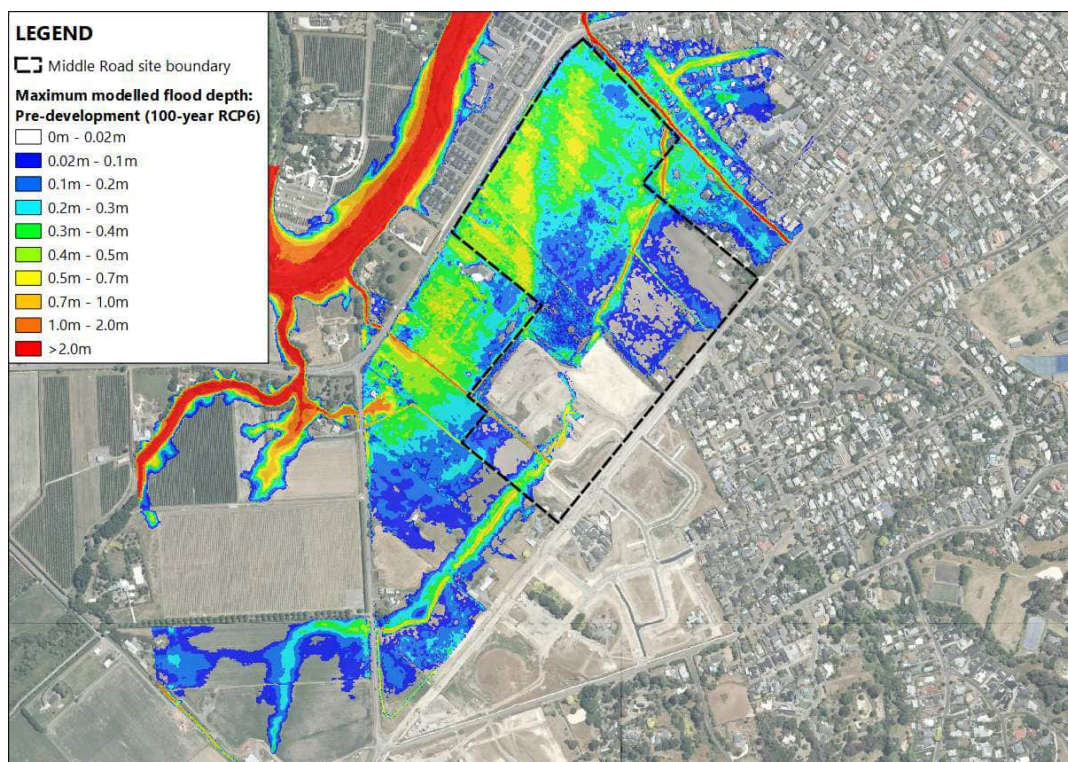 LEGEND
Middle Road site boundary
Maximum modelled flood depth:
Pre-development (100-year RCP6)
0m - 0.02m
0.02m - 0.1m
0.1m - 0.2m
0.2m - 0.3m
0.3m - 0.4m
0.4m - 0.5m
0.5m - 0.7m
0.7m - 1.0m
1.0m - 2.0m
>2.0m